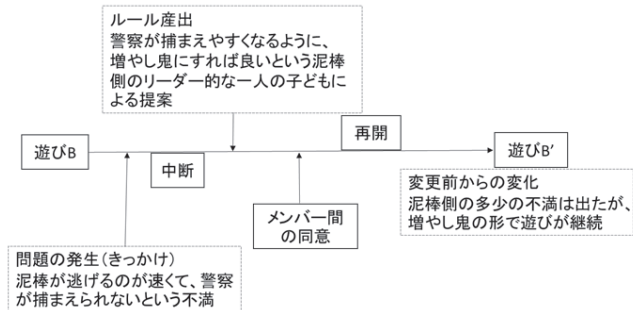 ルール産出
警察が捕まえやすくなるように、
増やし鬼にすれば良いという泥棒
側のリーダー的な一人の子どもに
よる提案
再開
遊びB
中断
遊びB’
メンバー間
の同意
変更前からの変化
泥棒側の多少の不満は出たが、
増やし鬼の形で遊びが継続
問題の発生(きっかけ)
泥棒が逃げるのが速くて、警察
が捕まえられないという不満